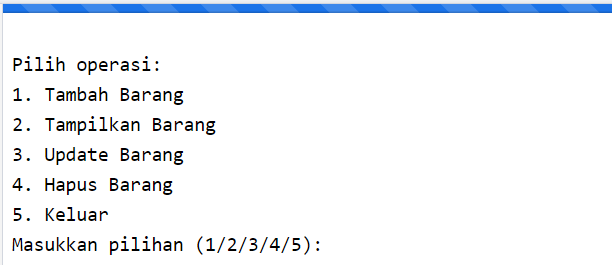 Pilih operasi:
1. Tambah Barang
2. Tampilkan Barang
3. Update Barang
4. Hapus Barang
5. Keluar
Masukkan pilihan (1/2/3/4/5):